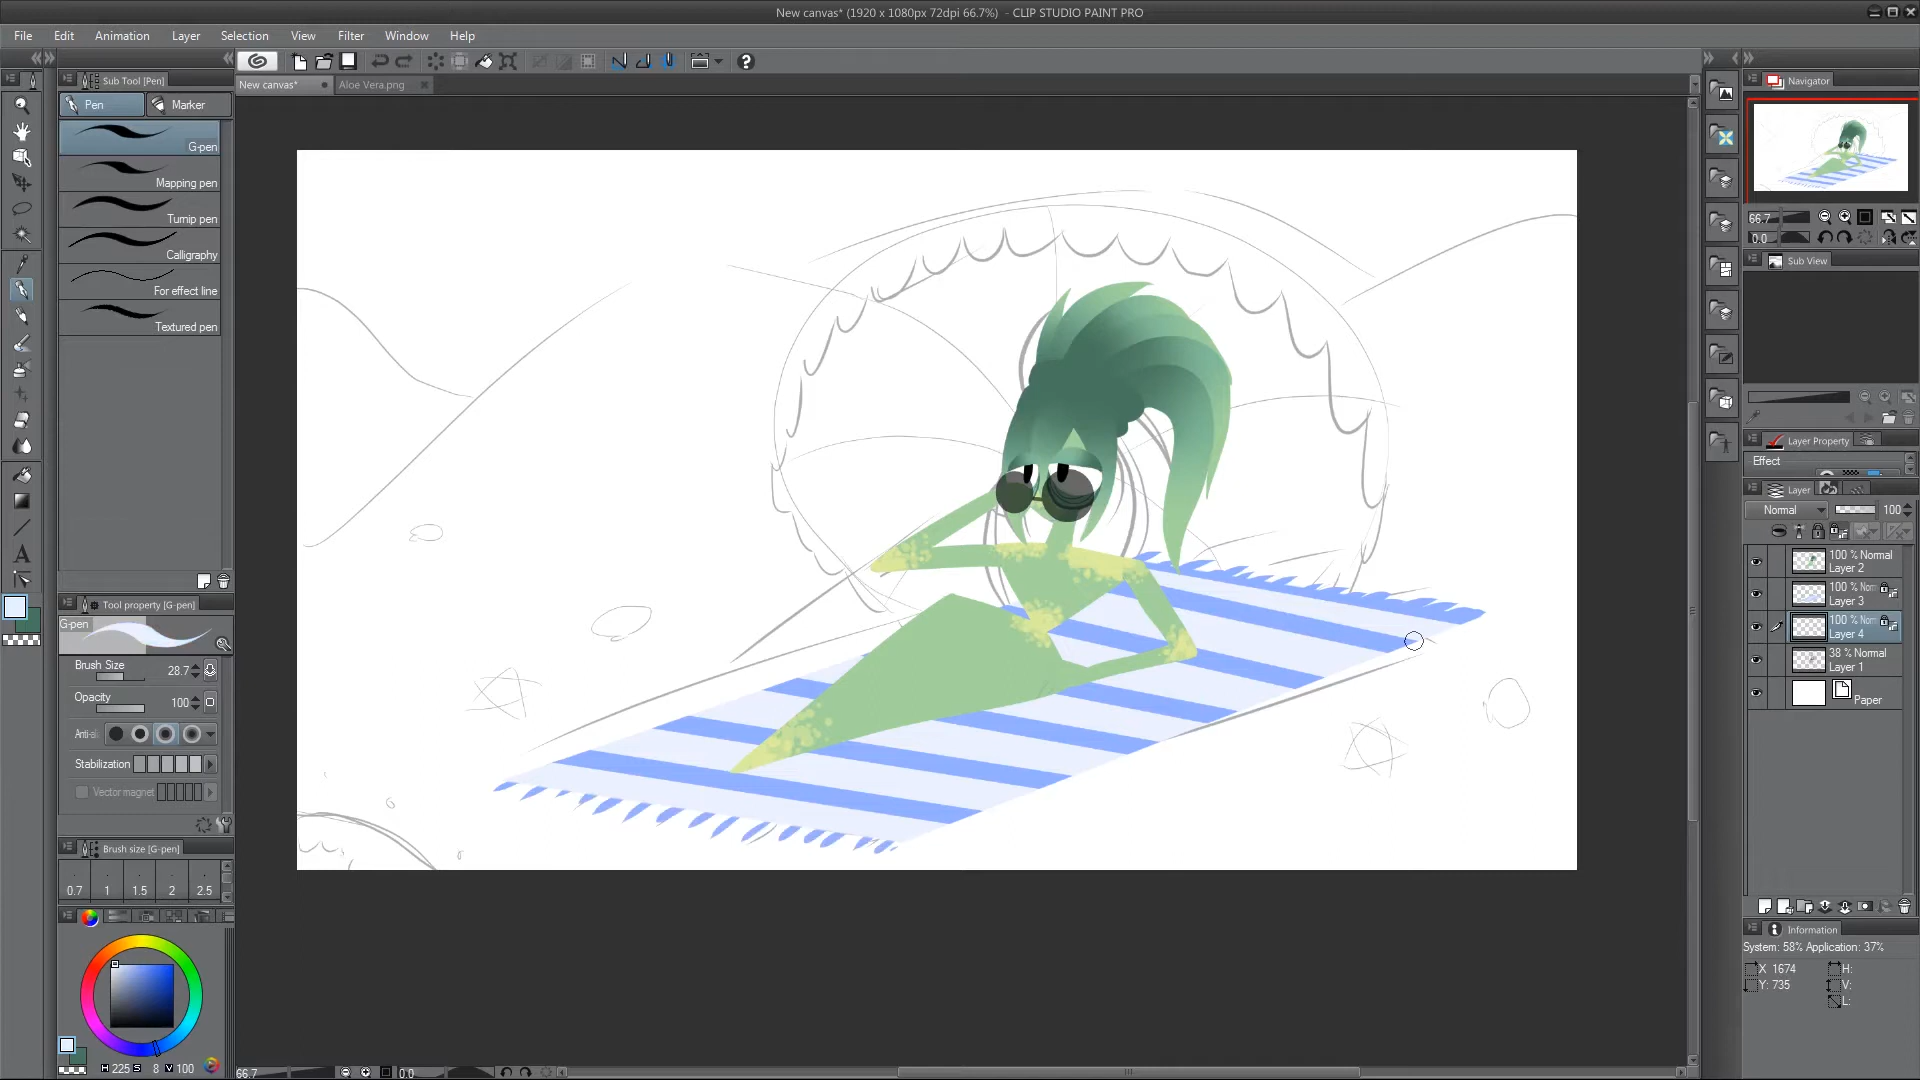 New canvas* (1920 x 1080px 72dpi 66.7%) - CLIP STUDIO PAINT PRO
File Edit Animation Layer Selection View Filter Window Help
Sub Tool [Pen]
New canvas* Aloe Vera.png
Pen Marker
G-pen
Mapping pen
Turnip pen
Calligraphy
For effect line
Textured pen
A
Tool property [G-pen]
G-pen
Brush Size 28.7
Opacity 100
Stabilization
Vector magnet
Brush size [G-pen]
0.7 1 1.5 2 2.5
H 225 S 8 V 100
66.7 0.0
Navigator
66.7
0.0
Sub View
Layer Property
Effect
Layer
Normal 100
100 % Normal
Layer 2
100 % Norm
Layer 3
100 % Norm
Layer 4
38 % Normal
Layer 1
Paper
Information
System: 58% Application: 37%
X 1674 H:
Y: 735 V:
L: